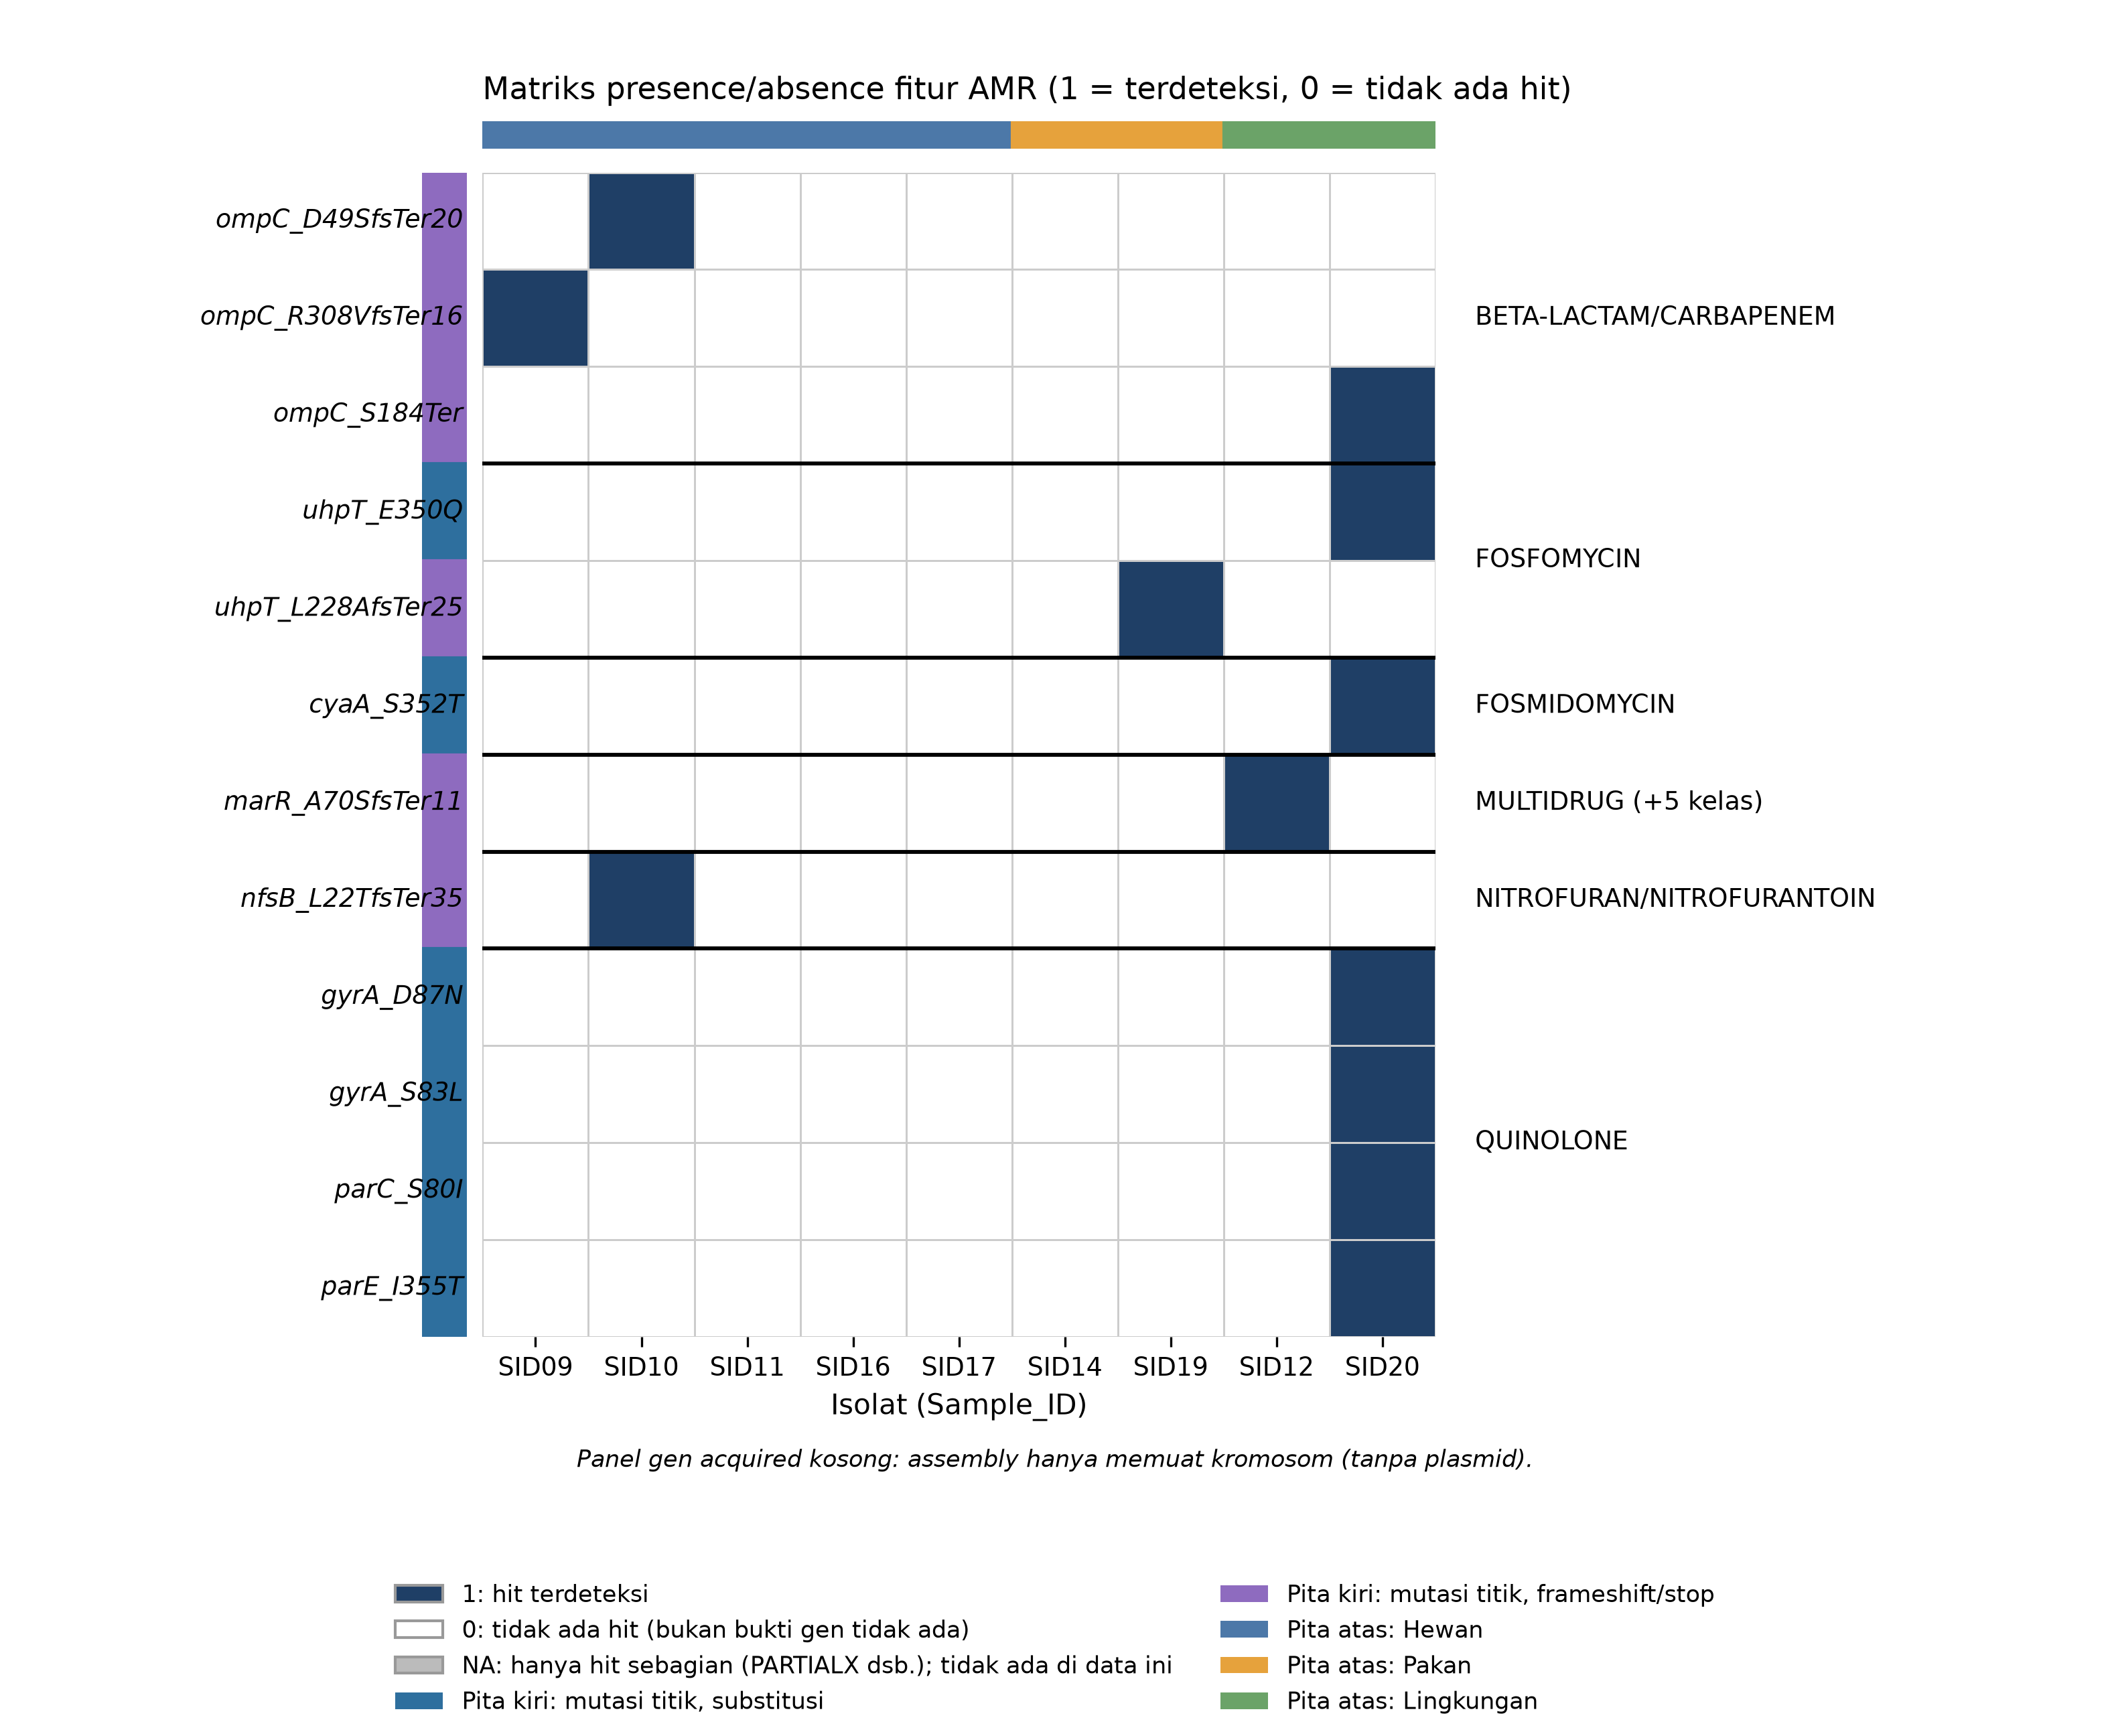 Matriks presence/absence fitur AMR (1 = terdeteksi, 0 = tidak ada hit)
ompC_D49SfsTer20
ompC_R308VfsTer16
BETA-LACTAM/CARBAPENEM
ompC_S184Ter
uhpT_E350Q
FOSFOMYCIN
uhpT_L228AfsTer25
cyaA_S352T
FOSMIDOMYCIN
marR_A70SfsTer11
MULTIDRUG (+5 kelas)
nfsB_L22TfsTer35
NITROFURAN/NITROFURANTOIN
gyrA_D87N
gyrA_S83L
QUINOLONE
parC_S80I
parE_I355T
SID09 SID10 SID11 SID16 SID17 SID14 SID19 SID12 SID20
Isolat (Sample_ID)
Panel gen acquired kosong: assembly hanya memuat kromosom (tanpa plasmid).
1: hit terdeteksi
0: tidak ada hit (bukan bukti gen tidak ada)
NA: hanya hit sebagian (PARTIALX dsb.); tidak ada di data ini
Pita kiri: mutasi titik, substitusi
Pita kiri: mutasi titik, frameshift/stop
Pita atas: Hewan
Pita atas: Pakan
Pita atas: Lingkungan